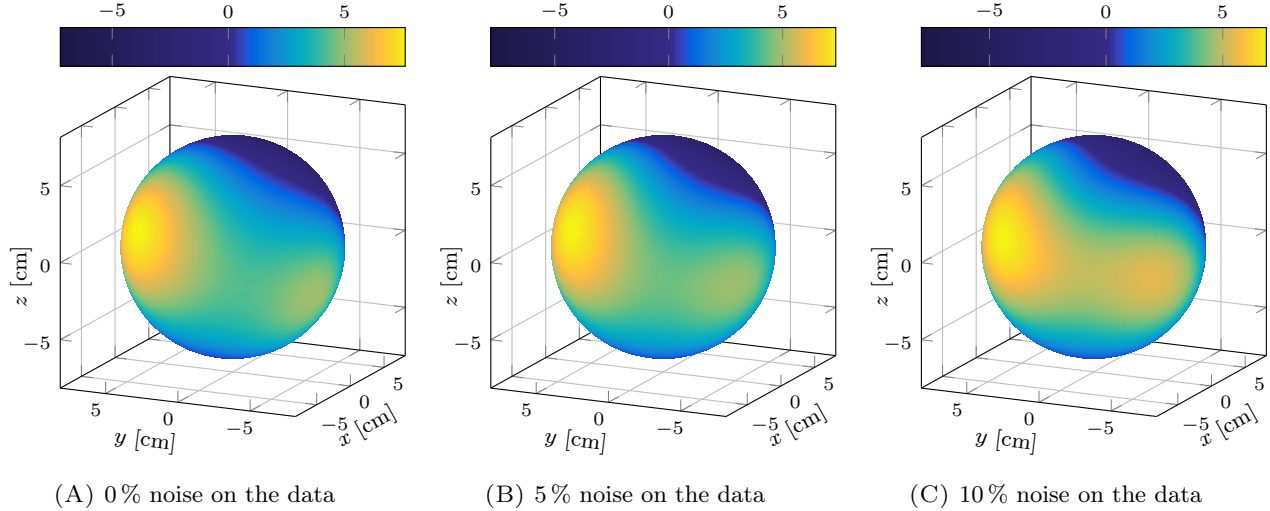 −5 0 5 −5 0 5 −5 0 5
5 5 5
0 0 0
−5 −5 −5
z [cm] z [cm] z [cm]
5 0 −5 5 0 −5 5 0 −5
y [cm] y [cm] y [cm]
−5 0 5 −5 0 5 −5 0 5
x [cm] x [cm] x [cm]
(A) 0 % noise on the data (B) 5 % noise on the data (C) 10 % noise on the data